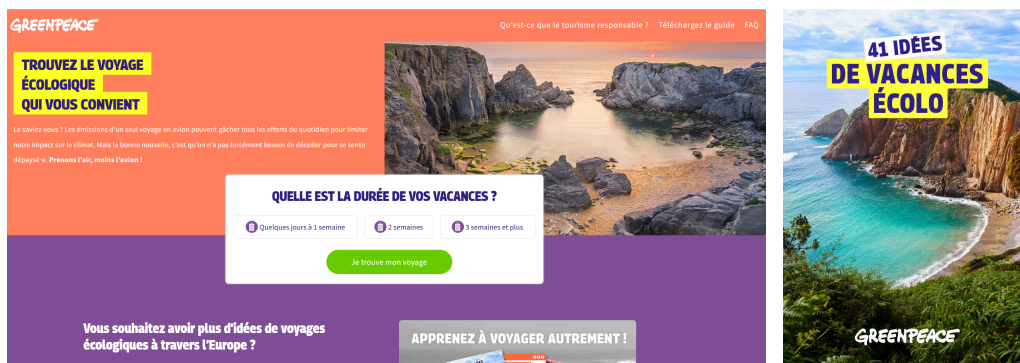 GREENPEACE
Qu'est-ce que le tourisme responsable ? Téléchargez le guide FAQ
TROUVEZ LE VOYAGE
ÉCOLOGIQUE
QUI VOUS CONVIENT
Le saviez-vous ? Les émissions d'un seul voyage en avion peuvent gâcher tous les efforts du quotidien pour limiter
notre impact sur le climat. Mais la bonne nouvelle, c'est qu'on n'a pas forcément besoin de décoller pour se sentir
dépaysé·e. Prenons l'air, moins l'avion !
QUELLE EST LA DURÉE DE VOS VACANCES ?
Quelques jours à 1 semaine
2 semaines
3 semaines et plus
Je trouve mon voyage
Vous souhaitez avoir plus d'idées de voyages
écologiques à travers l'Europe ?
APPRENEZ À VOYAGER AUTREMENT !
41 IDÉES
DE VACANCES
ÉCOLO
GREENPEACE